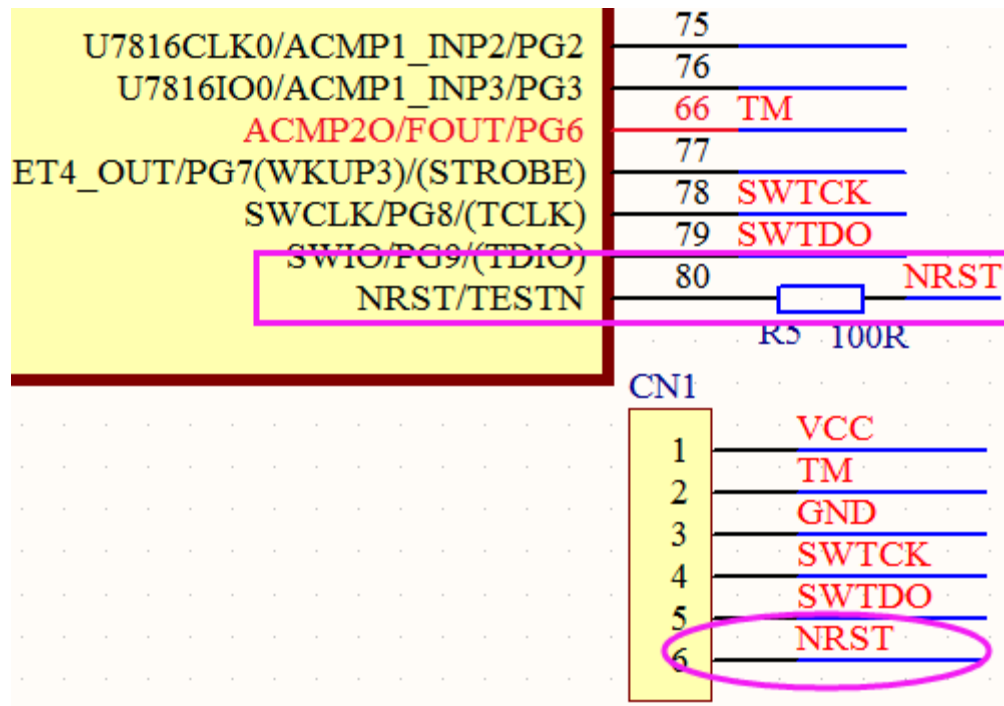 U7816CLK0/ACMP1_INP2/PG2 75
U7816IO0/ACMP1_INP3/PG3 76
ACMP2O/FOUT/PG6 66 TM
ET4_OUT/PG7(WKUP3)/(STROBE) 77
SWCLK/PG8/(TCLK) 78 SWTCK
SWIO/PG9/(TDIO) 79 SWTDO
NRST/TESTN 80 NRST
R5 100R
CN1
1 VCC
2 TM
3 GND
4 SWTCK
5 SWTDO
6 NRST